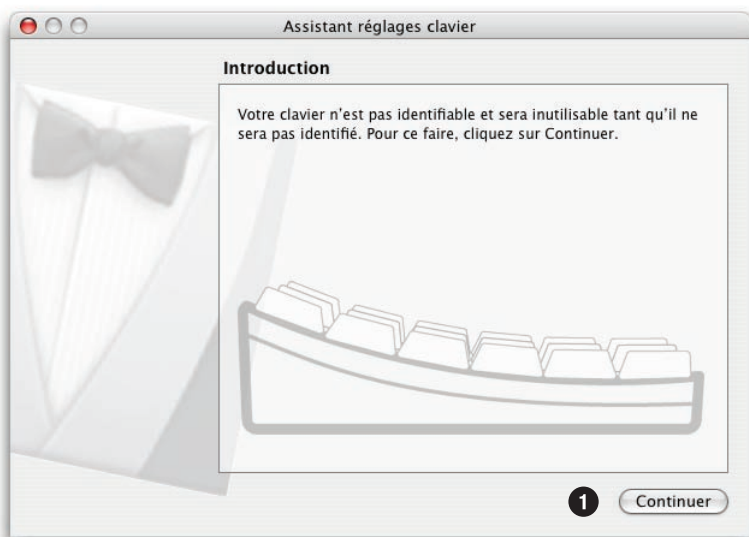 Assistant réglages clavier
Introduction
Votre clavier n'est pas identifiable et sera inutilisable tant qu'il ne
sera pas identifié. Pour ce faire, cliquez sur Continuer.
1 Continuer